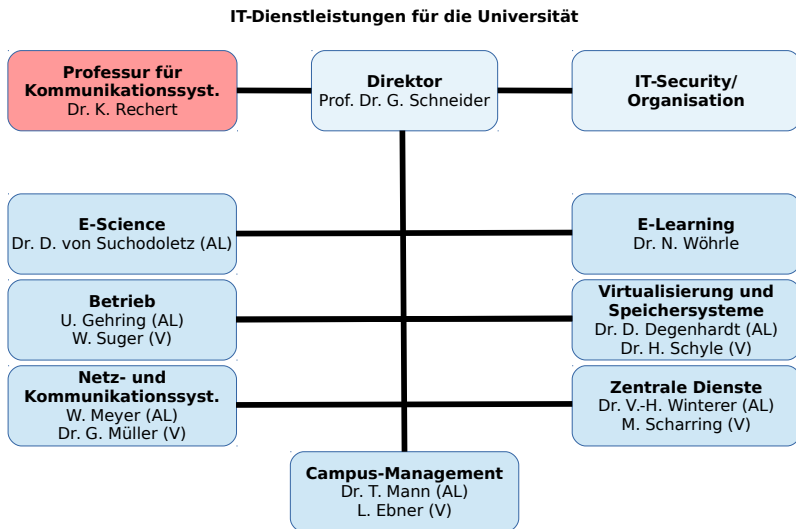 IT-Dienstleistungen für die Universität
Professur für
Kommunikationssyst.
Dr. K. Rechert
Direktor
Prof. Dr. G. Schneider
IT-Security/
Organisation
E-Science
Dr. D. von Suchodoletz (AL)
E-Learning
Dr. N. Wöhrle
Betrieb
U. Gehring (AL)
W. Suger (V)
Virtualisierung und
Speichersysteme
Dr. D. Degenhardt (AL)
Dr. H. Schyle (V)
Netz- und
Kommunikationssyst.
W. Meyer (AL)
Dr. G. Müller (V)
Zentrale Dienste
Dr. V.-H. Winterer (AL)
M. Scharring (V)
Campus-Management
Dr. T. Mann (AL)
L. Ebner (V)